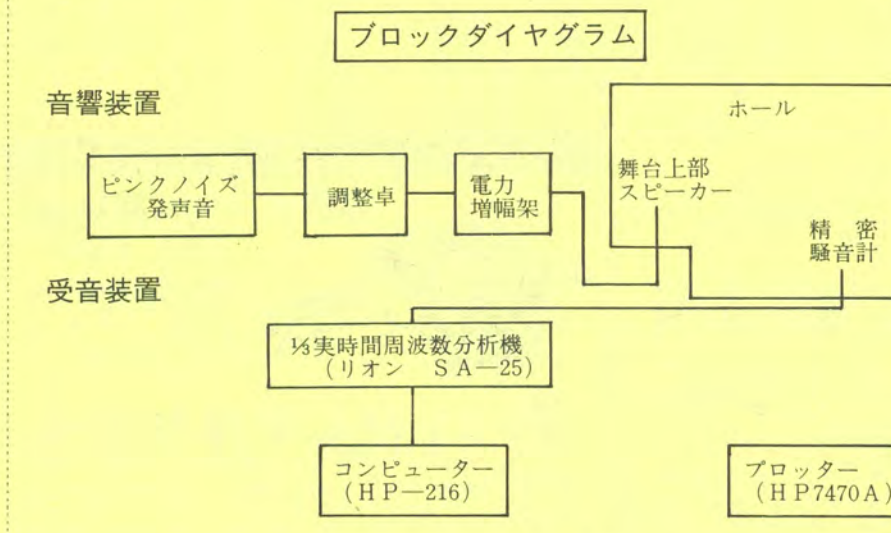 ブロックダイヤグラム
音響装置
ホール
ピンクノイズ
発声音
調整卓
電力
増幅架
舞台上部
スピーカー
精 密
騒音計
受音装置
⅓実時間周波数分析機
(リオン SA—25)
コンピューター
(HP—216)
プロッター
(HP7470A)